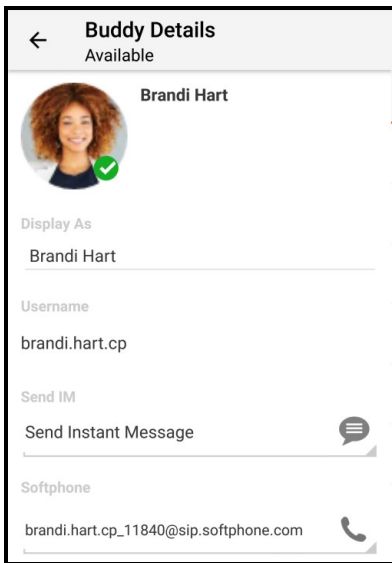 Buddy Details
Available
Brandi Hart
Display As
Brandi Hart
Username
brandi.hart.cp
Send IM
Send Instant Message
Softphone
brandi.hart.cp_11840@sip.softphone.com